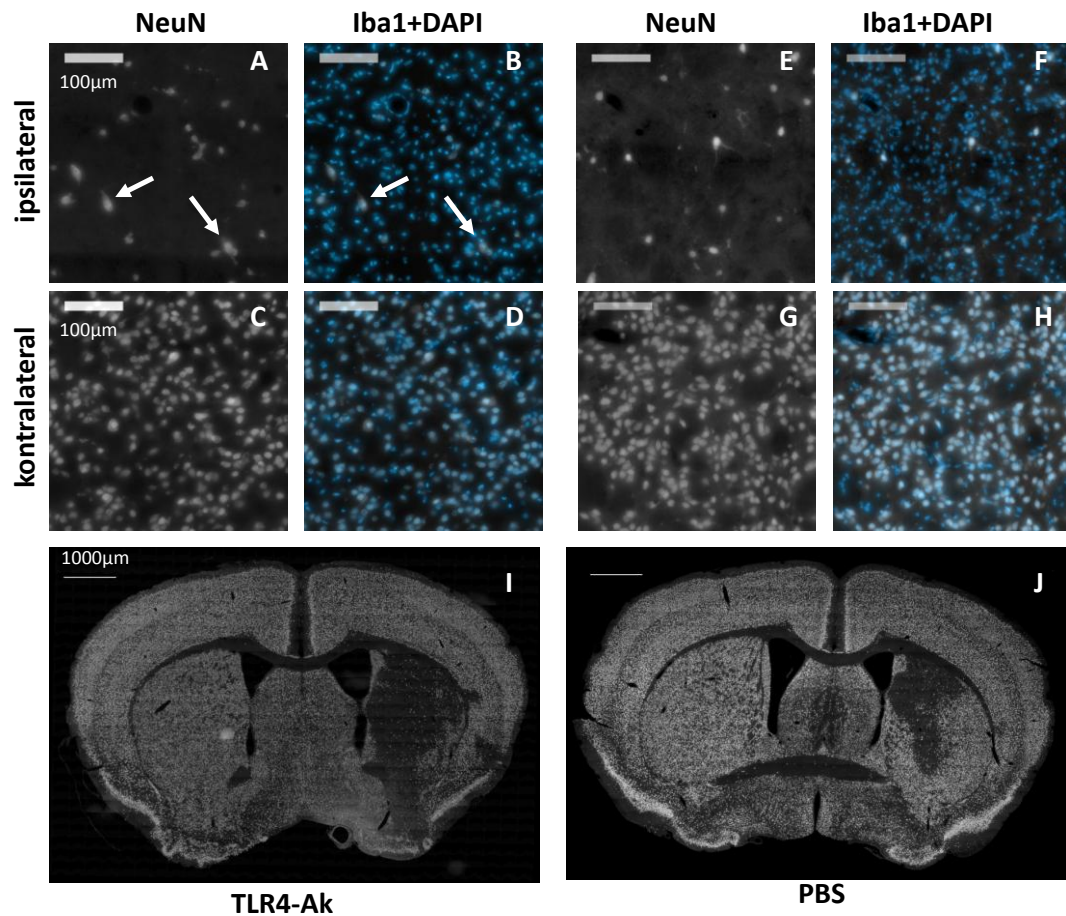 NeuN
Iba1+DAPI
NeuN
Iba1+DAPI
ipsilateral
A
100µm
B
E
F
kontralateral
100µm
C
D
G
H
1000µm
I
J
TLR4-Ak
PBS